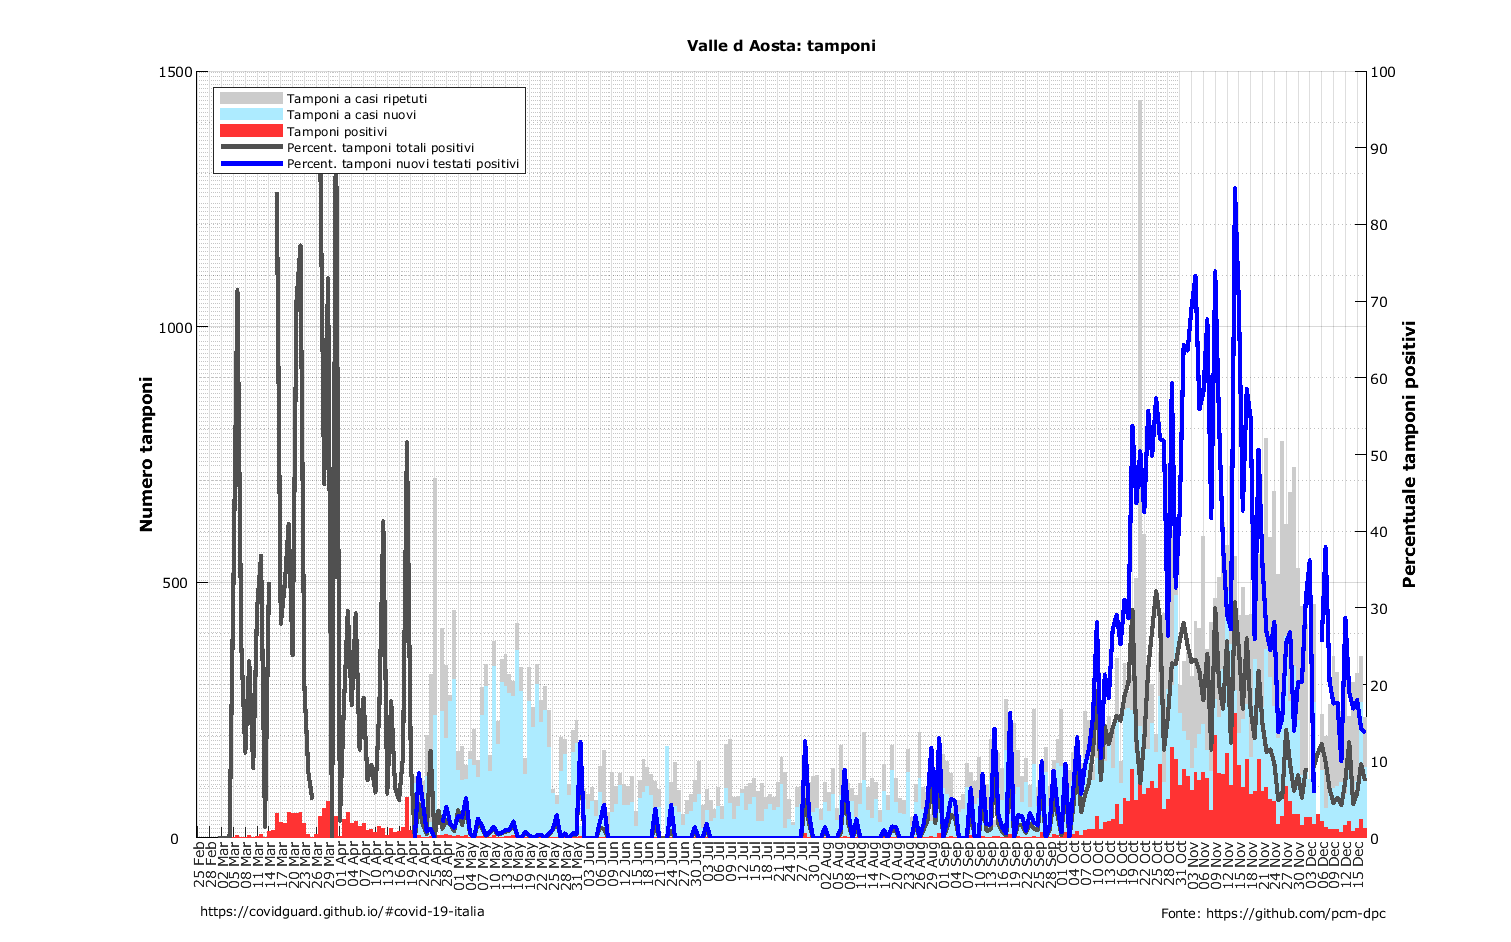 Valle d Aosta: tamponi
Tamponi a casi ripetuti
Tamponi a casi nuovi
Tamponi positivi
Percent. tamponi totali positivi
Percent. tamponi nuovi testati positivi
Numero tamponi
1500
1000
500
0
100
90
80
70
60
50
40
30
20
10
0
Percentuale tamponi positivi
25 Feb
28 Feb
02 Mar
05 Mar
08 Mar
11 Mar
14 Mar
17 Mar
20 Mar
23 Mar
26 Mar
29 Mar
01 Apr
04 Apr
07 Apr
10 Apr
13 Apr
16 Apr
19 Apr
22 Apr
25 Apr
28 Apr
01 May
04 May
07 May
10 May
13 May
16 May
19 May
22 May
25 May
28 May
31 May
03 Jun
06 Jun
09 Jun
12 Jun
15 Jun
18 Jun
21 Jun
24 Jun
27 Jun
30 Jun
03 Jul
06 Jul
09 Jul
12 Jul
15 Jul
18 Jul
21 Jul
24 Jul
27 Jul
30 Jul
02 Aug
05 Aug
08 Aug
11 Aug
14 Aug
17 Aug
20 Aug
23 Aug
26 Aug
29 Aug
01 Sep
04 Sep
07 Sep
10 Sep
13 Sep
16 Sep
19 Sep
22 Sep
25 Sep
28 Sep
01 Oct
04 Oct
07 Oct
10 Oct
13 Oct
16 Oct
19 Oct
22 Oct
25 Oct
28 Oct
31 Oct
03 Nov
06 Nov
09 Nov
12 Nov
15 Nov
18 Nov
21 Nov
24 Nov
27 Nov
30 Nov
03 Dec
06 Dec
09 Dec
12 Dec
15 Dec
https://covidguard.github.io/#covid-19-italia
Fonte: https://github.com/pcm-dpc